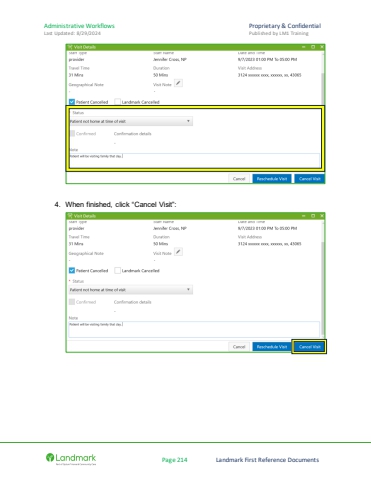 Administrative Workflows Proprietary & Confidential
Last Updated: 8/29/2024 Published by LMK Training
Visit Details
Staff Type Staff Name Date and Time
provider Jennifer Cross, NP 9/7/2023 01:00 PM To 05:00 PM
Travel Time Duration Visit Address
31 Mins 50 Mins 3124 xxxxxx xxxx, xxxxxx, xx, 43085
Geographical Note Visit Note
- -
Patient Cancelled Landmark Cancelled
* Status
Patient not home at time of visit
Confirmed Confirmation details
-
Note
Patient will be visiting family that day.
Cancel Reschedule Visit Cancel Visit
4. When finished, click "Cancel Visit":
Visit Details
Staff Type Staff Name Date and Time
provider Jennifer Cross, NP 9/7/2023 01:00 PM To 05:00 PM
Travel Time Duration Visit Address
31 Mins 50 Mins 3124 xxxxxx xxxx, xxxxxx, xx, 43085
Geographical Note Visit Note
- -
Patient Cancelled Landmark Cancelled
* Status
Patient not home at time of visit
Confirmed Confirmation details
-
Note
Patient will be visiting family that day.
Cancel Reschedule Visit Cancel Visit
Landmark
Page 214 Landmark First Reference Documents